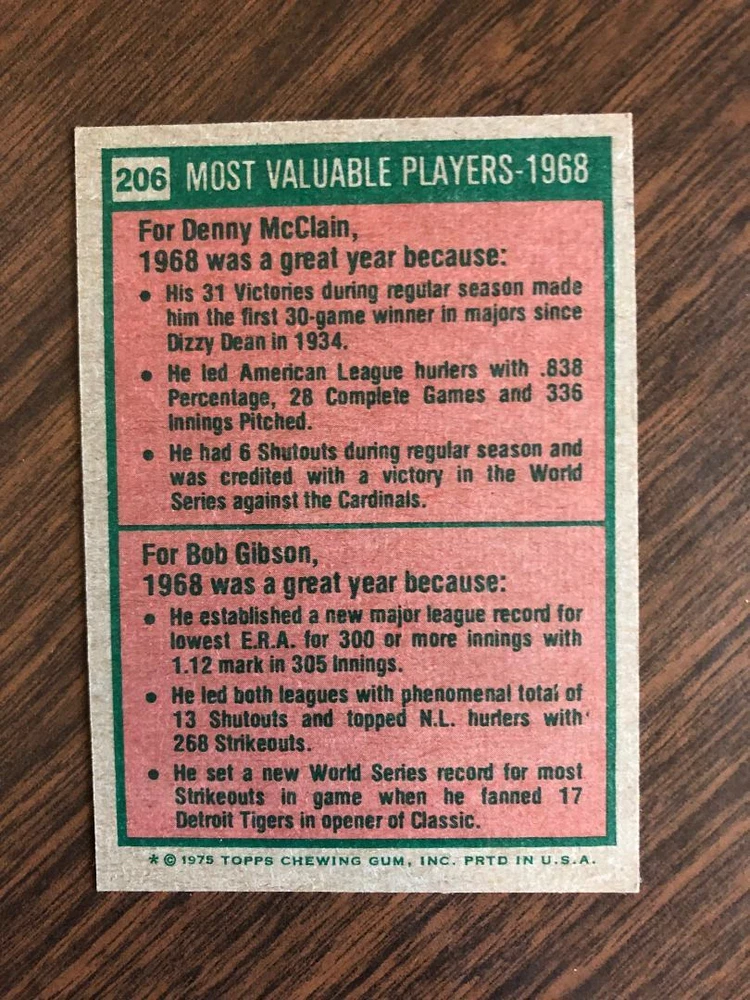 206 MOST VALUABLE PLAYERS-1968
For Denny McClain,
1968 was a great year because:
• His 31 Victories during regular season made
him the first 30-game winner in majors since
Dizzy Dean in 1934.
• He led American League hurlers with .838
Percentage, 28 Complete Games and 336
Innings Pitched.
• He had 6 Shutouts during regular season and
was credited with a victory in the World
Series against the Cardinals.
For Bob Gibson,
1968 was a great year because:
• He established a new major league record for
lowest E.R.A. for 300 or more innings with
1.12 mark in 305 Innings.
• He led both leagues with phenomenal total of
13 Shutouts and topped N.L. hurlers with
268 Strikeouts.
• He set a new World Series record for most
Strikeouts in game when he fanned 17
Detroit Tigers in opener of Classic.
* © 1975 TOPPS CHEWING GUM, INC. PRTD IN U.S.A.